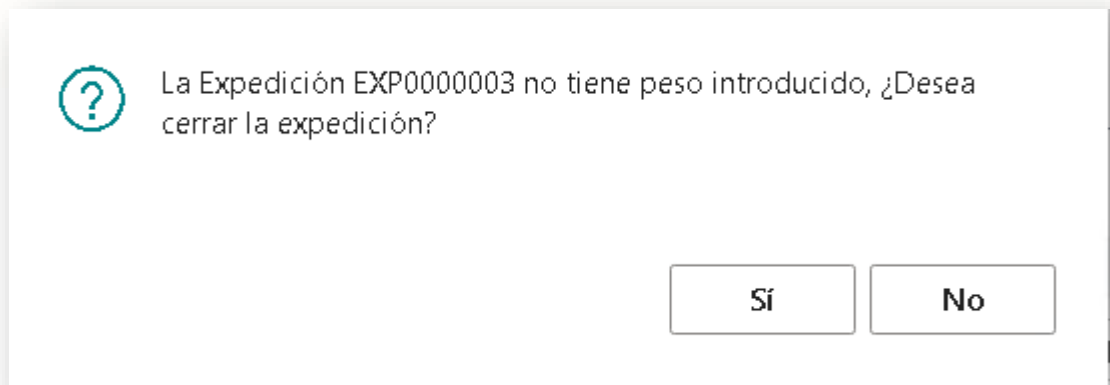 La Expedición EXP0000003 no tiene peso introducido, ¿Desea
cerrar la expedición?
Sí
No